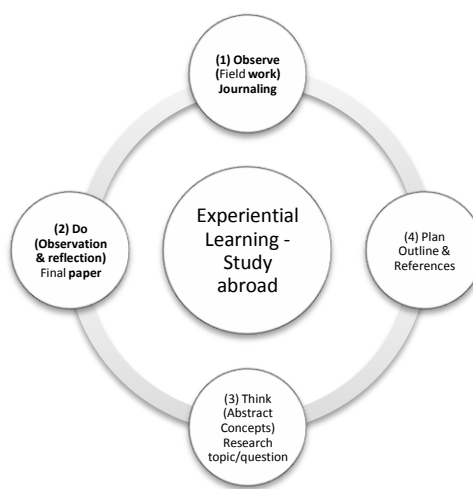 (1) Observe
(Field work)
Journaling
(2) Do
(Observation
& reflection)
Final paper
Experiential
Learning -
Study
abroad
(4) Plan
Outline &
References
(3) Think
(Abstract
Concepts)
Research
topic/question